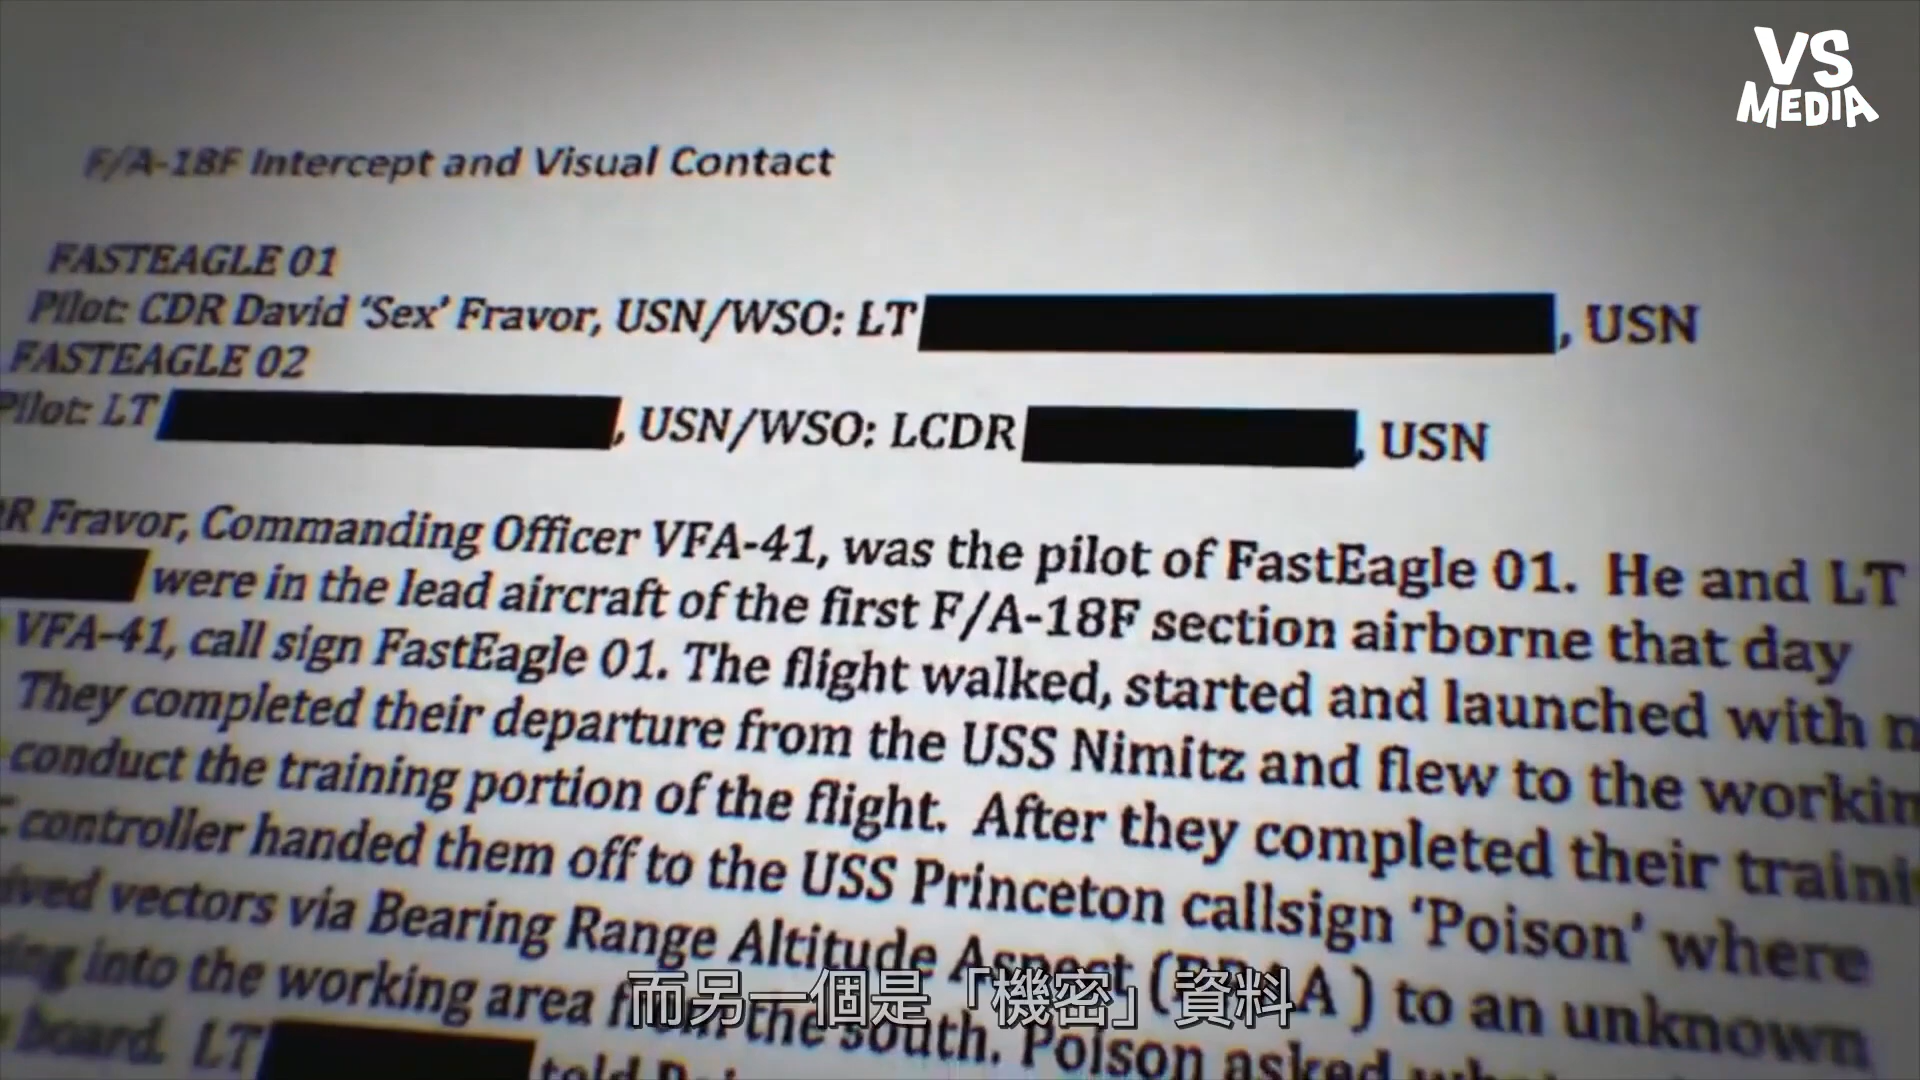 VS
MEDIA
F/A-18F Intercept and Visual Contact
FASTEAGLE 01
Pilot: CDR David ‘Sex’ Fravor, USN/WSO: LT , USN
FASTEAGLE 02
Pilot: LT , USN/WSO: LCDR , USN
R Fravor, Commanding Officer VFA-41, was the pilot of FastEagle 01. He and LT
were in the lead aircraft of the first F/A-18F section airborne that day
VFA-41, call sign FastEagle 01. The flight walked, started and launched with n
They completed their departure from the USS Nimitz and flew to the workin
conduct the training portion of the flight. After they completed their traini
controller handed them off to the USS Princeton callsign ‘Poison’ where
ived vectors via Bearing Range Altitude Aspect ( A ) to an unknown
ing into the working area the south. Poison asked
board. LT told
而另一個是「機密」資料